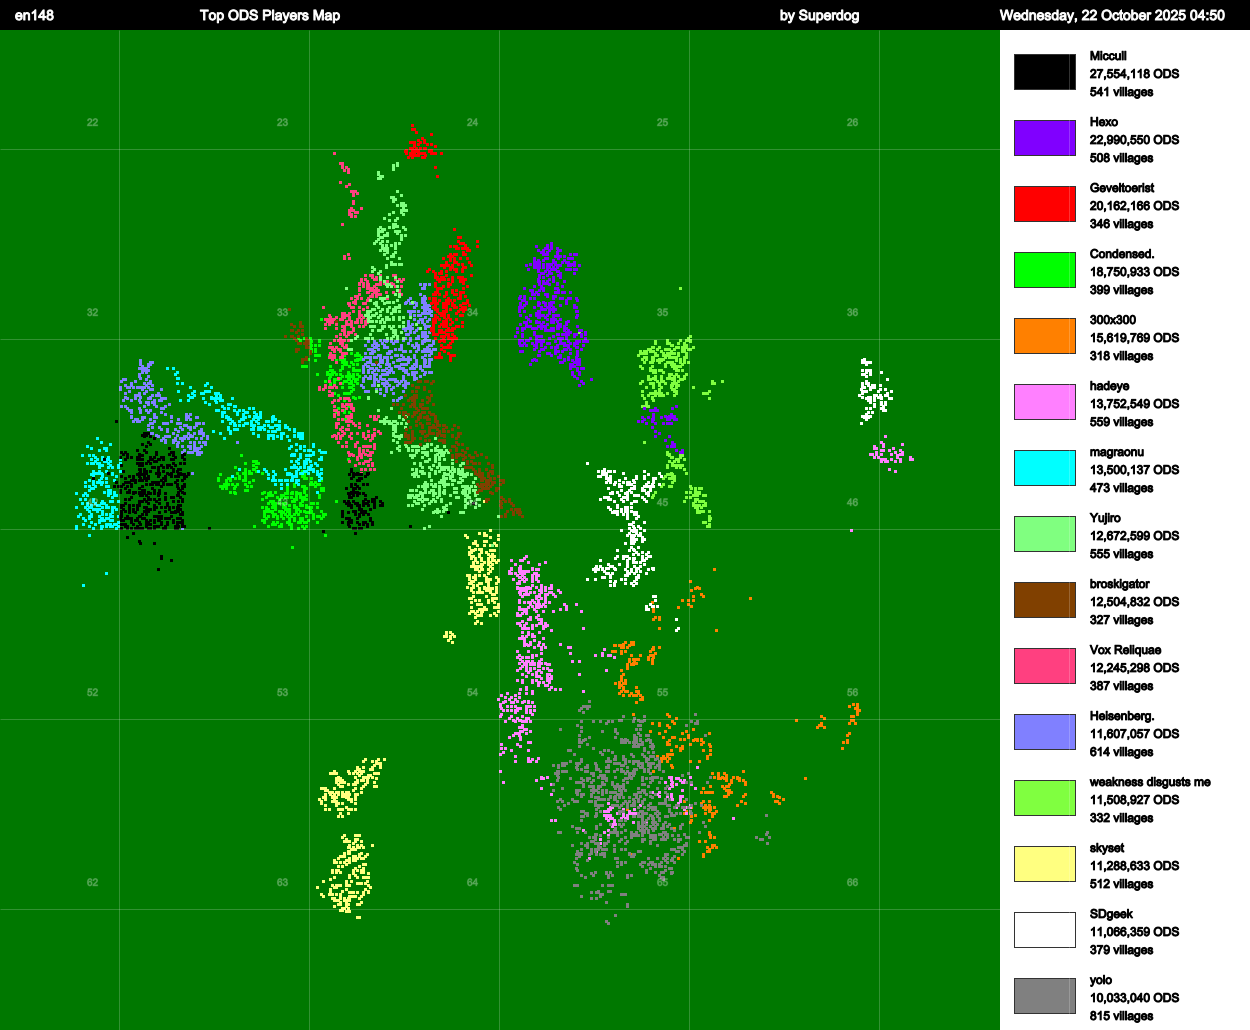 en148 Top ODS Players Map by Superdog Wednesday, 22 October 2025 04:50
Miccull
27,554,118 ODS
541 villages
Hexo
22,990,550 ODS
508 villages
Geveltoerist
20,162,166 ODS
346 villages
Condensed.
18,750,933 ODS
399 villages
300x300
15,619,769 ODS
318 villages
hadeye
13,752,549 ODS
559 villages
magraonu
13,500,137 ODS
473 villages
Yujiro
12,672,599 ODS
555 villages
broskigator
12,504,832 ODS
327 villages
Vox Reliquae
12,245,298 ODS
387 villages
Heisenberg.
11,607,057 ODS
614 villages
weakness disgusts me
11,508,927 ODS
332 villages
skyset
11,288,633 ODS
512 villages
SDgeek
11,066,359 ODS
379 villages
yolo
10,033,040 ODS
815 villages
22 23 24 25 26
32 33 34 35 36
45 46
52 53 54 55 56
62 63 64 65 66